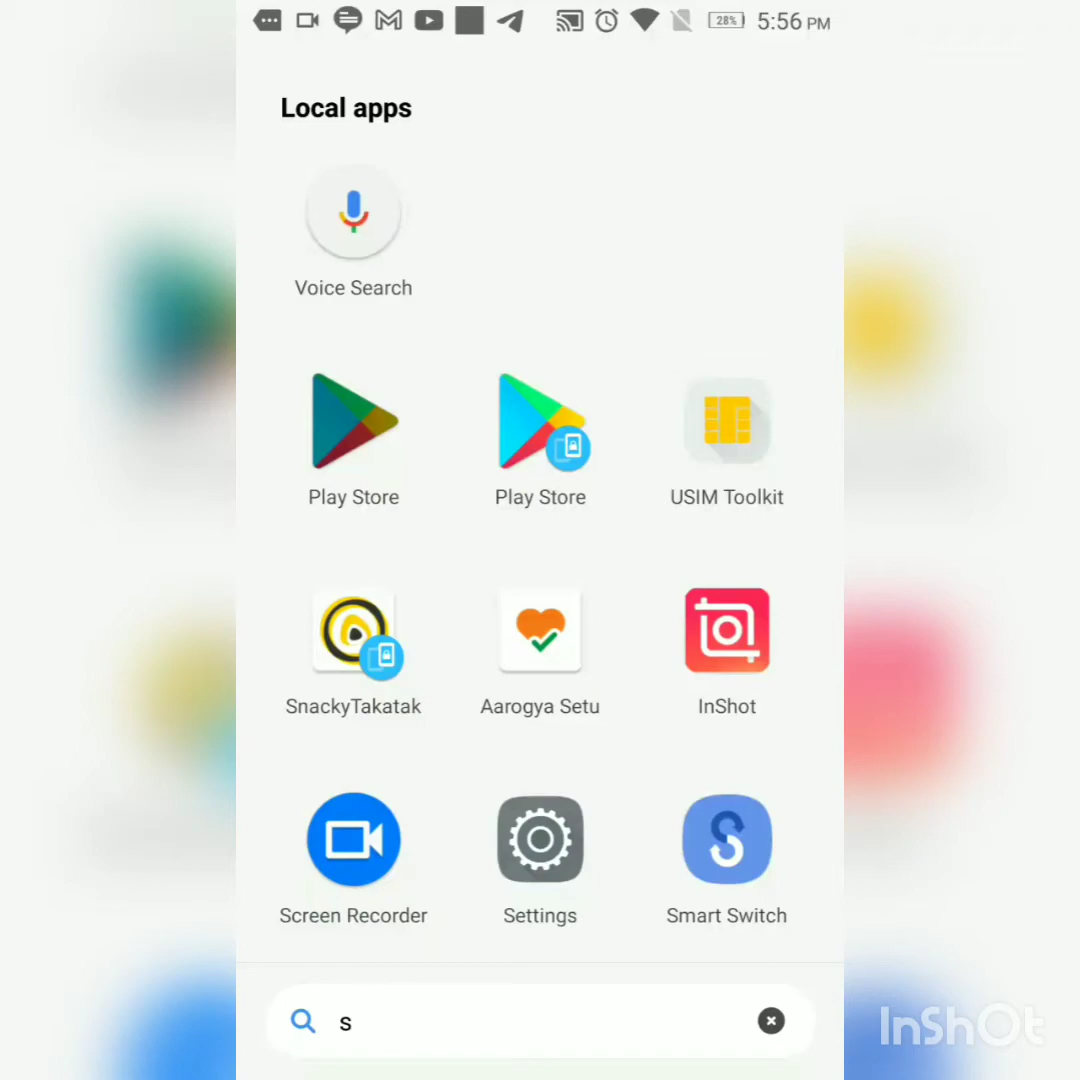 28% 5:56 PM
Local apps
Voice Search
Play Store Play Store USIM Toolkit
SnackyTakatak Aarogya Setu InShot
Screen Recorder Settings Smart Switch
s
InShOt